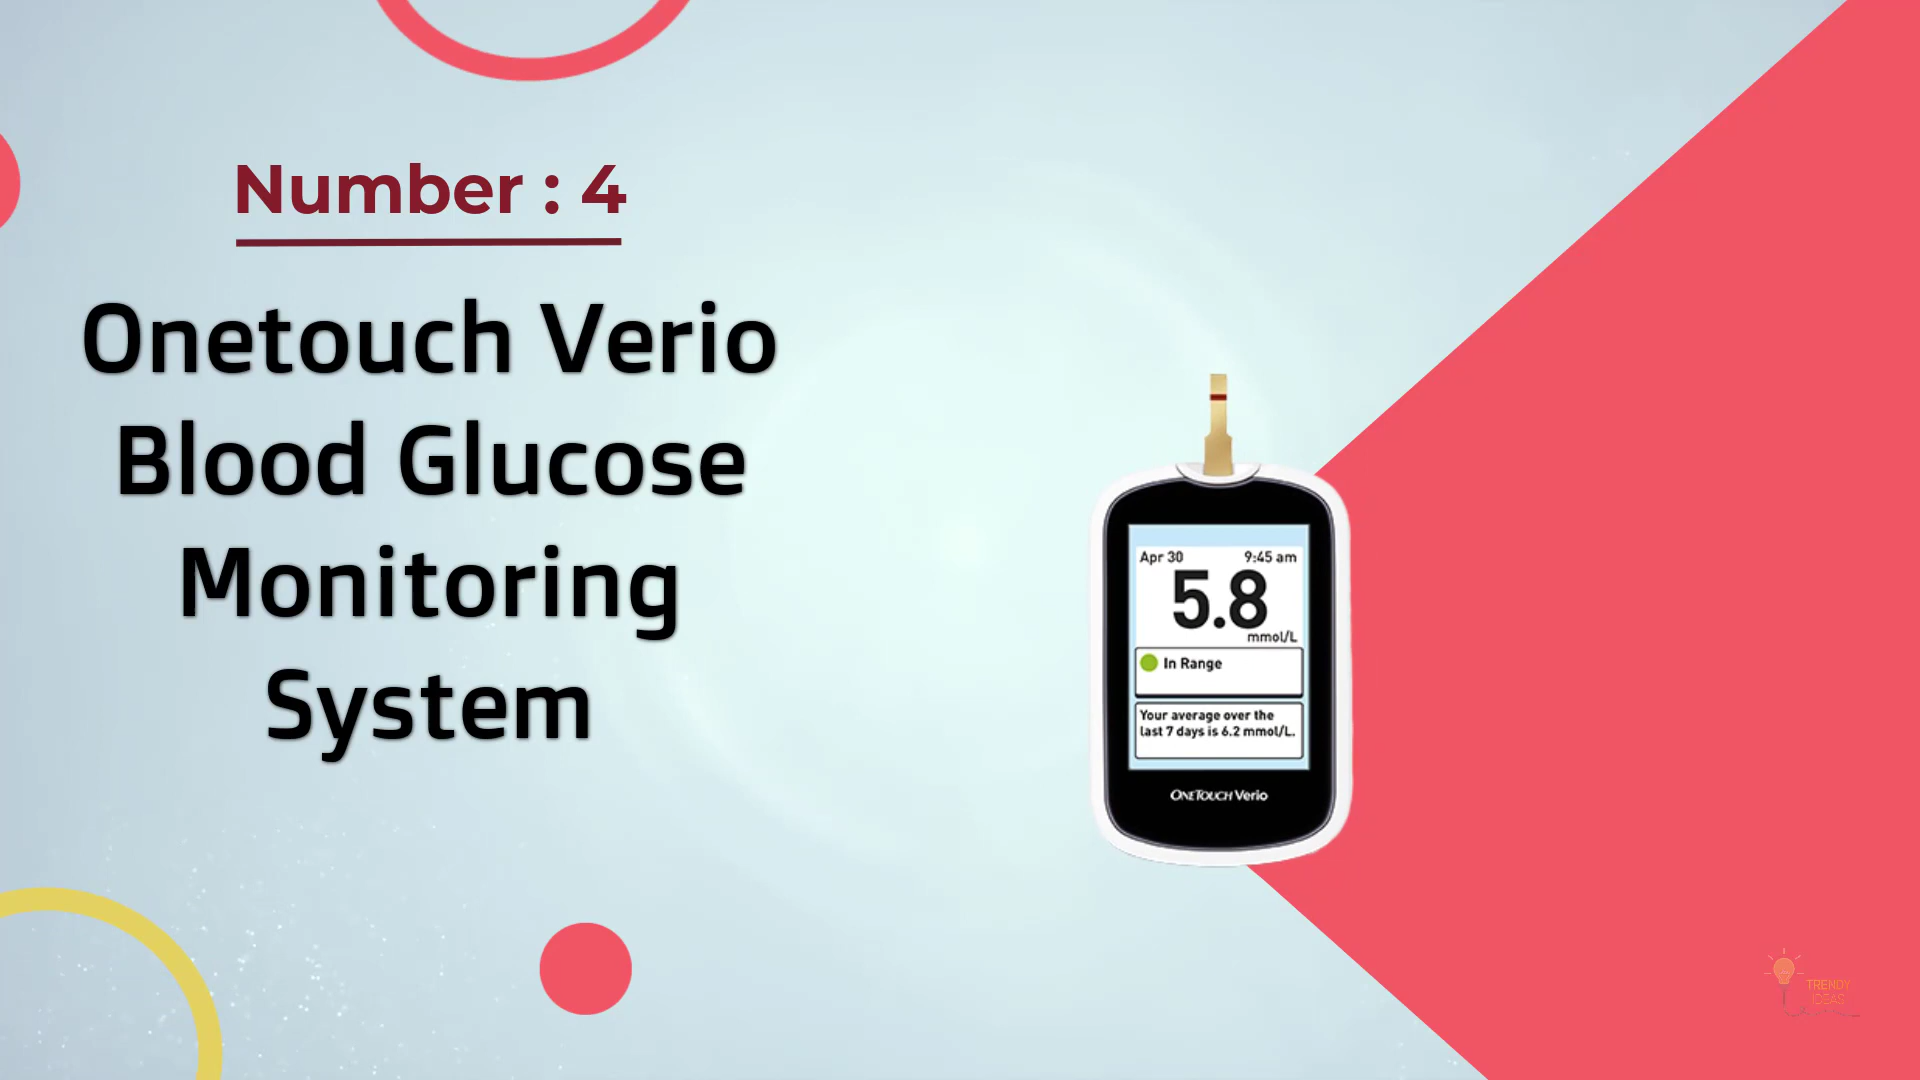 Number : 4
Onetouch Verio
Blood Glucose
Monitoring
System
Apr 30 9:45 am
5.8
mmol/L
In Range
Your average over the
last 7 days is 6.2 mmol/L.
ONETOUCH Verio
TRENDY
IDEAS